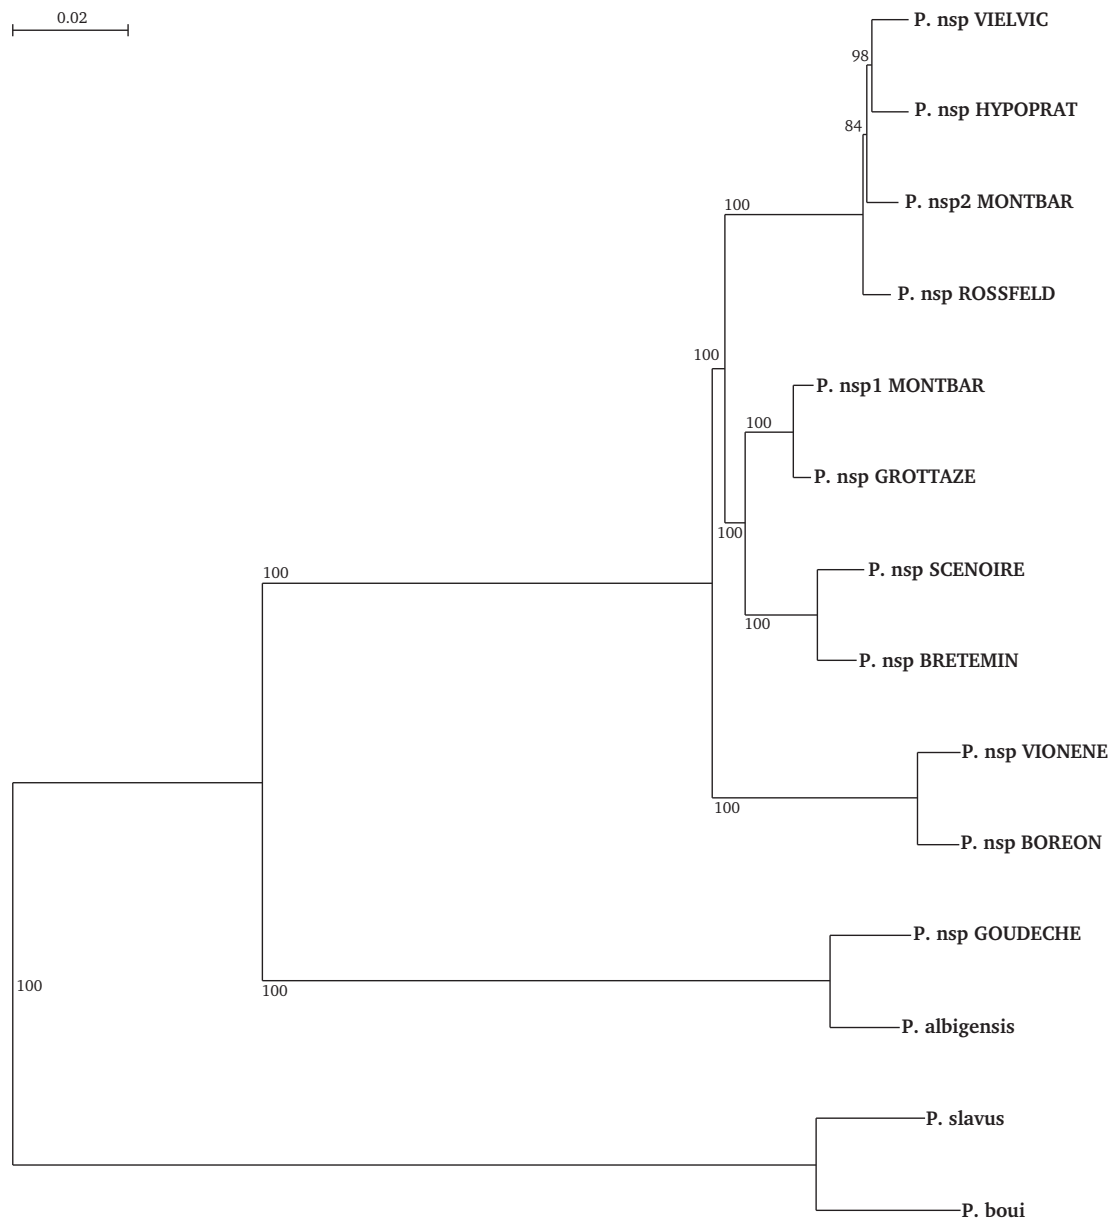 0.02
P. nsp VIELVIC
98
P. nsp HYPOPRAT
84
P. nsp2 MONTBAR
100
P. nsp ROSSFELD
100
P. nsp1 MONTBAR
100
P. nsp GROTTAZE
100
P. nsp SCENOIRE
100
100
P. nsp BRETEMIN
P. nsp VIONENE
100
P. nsp BOREON
P. nsp GOUDECHE
100
100
P. albigensis
P. slavus
P. boui